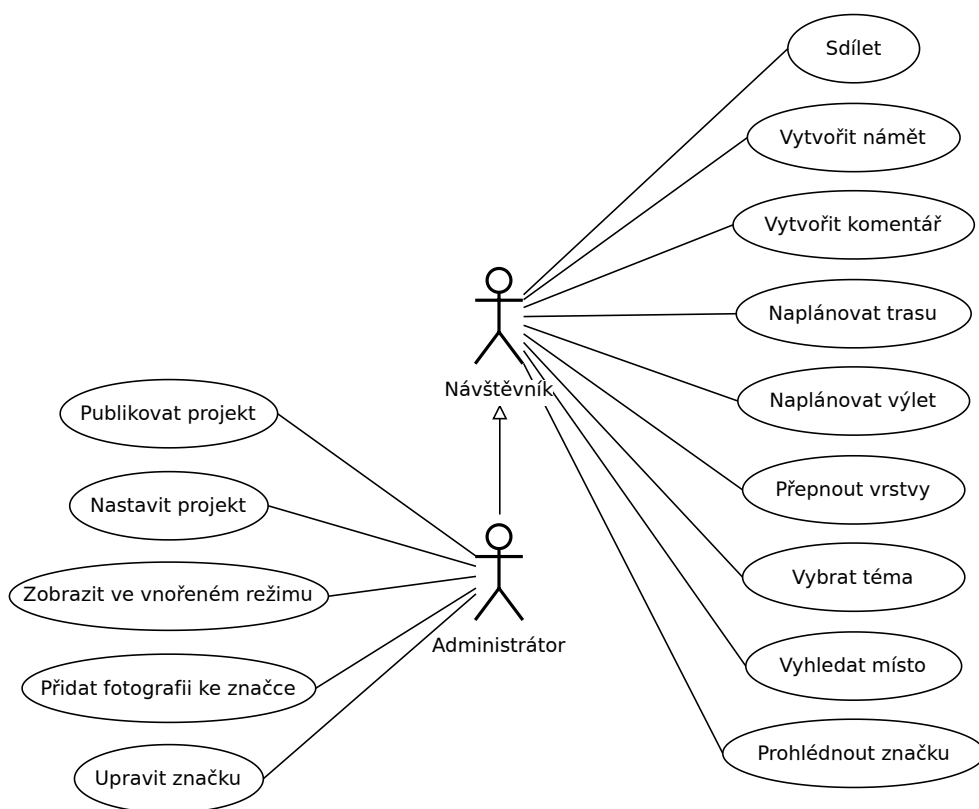 Sdílet
Vytvořit námět
Vytvořit komentář
Naplánovat trasu
Návštěvník
Naplánovat výlet
Publikovat projekt
Přepnout vrstvy
Nastavit projekt
Vybrat téma
Zobrazit ve vnořeném režimu
Administrátor
Vyhledat místo
Přidat fotografii ke značce
Prohlédnout značku
Upravit značku